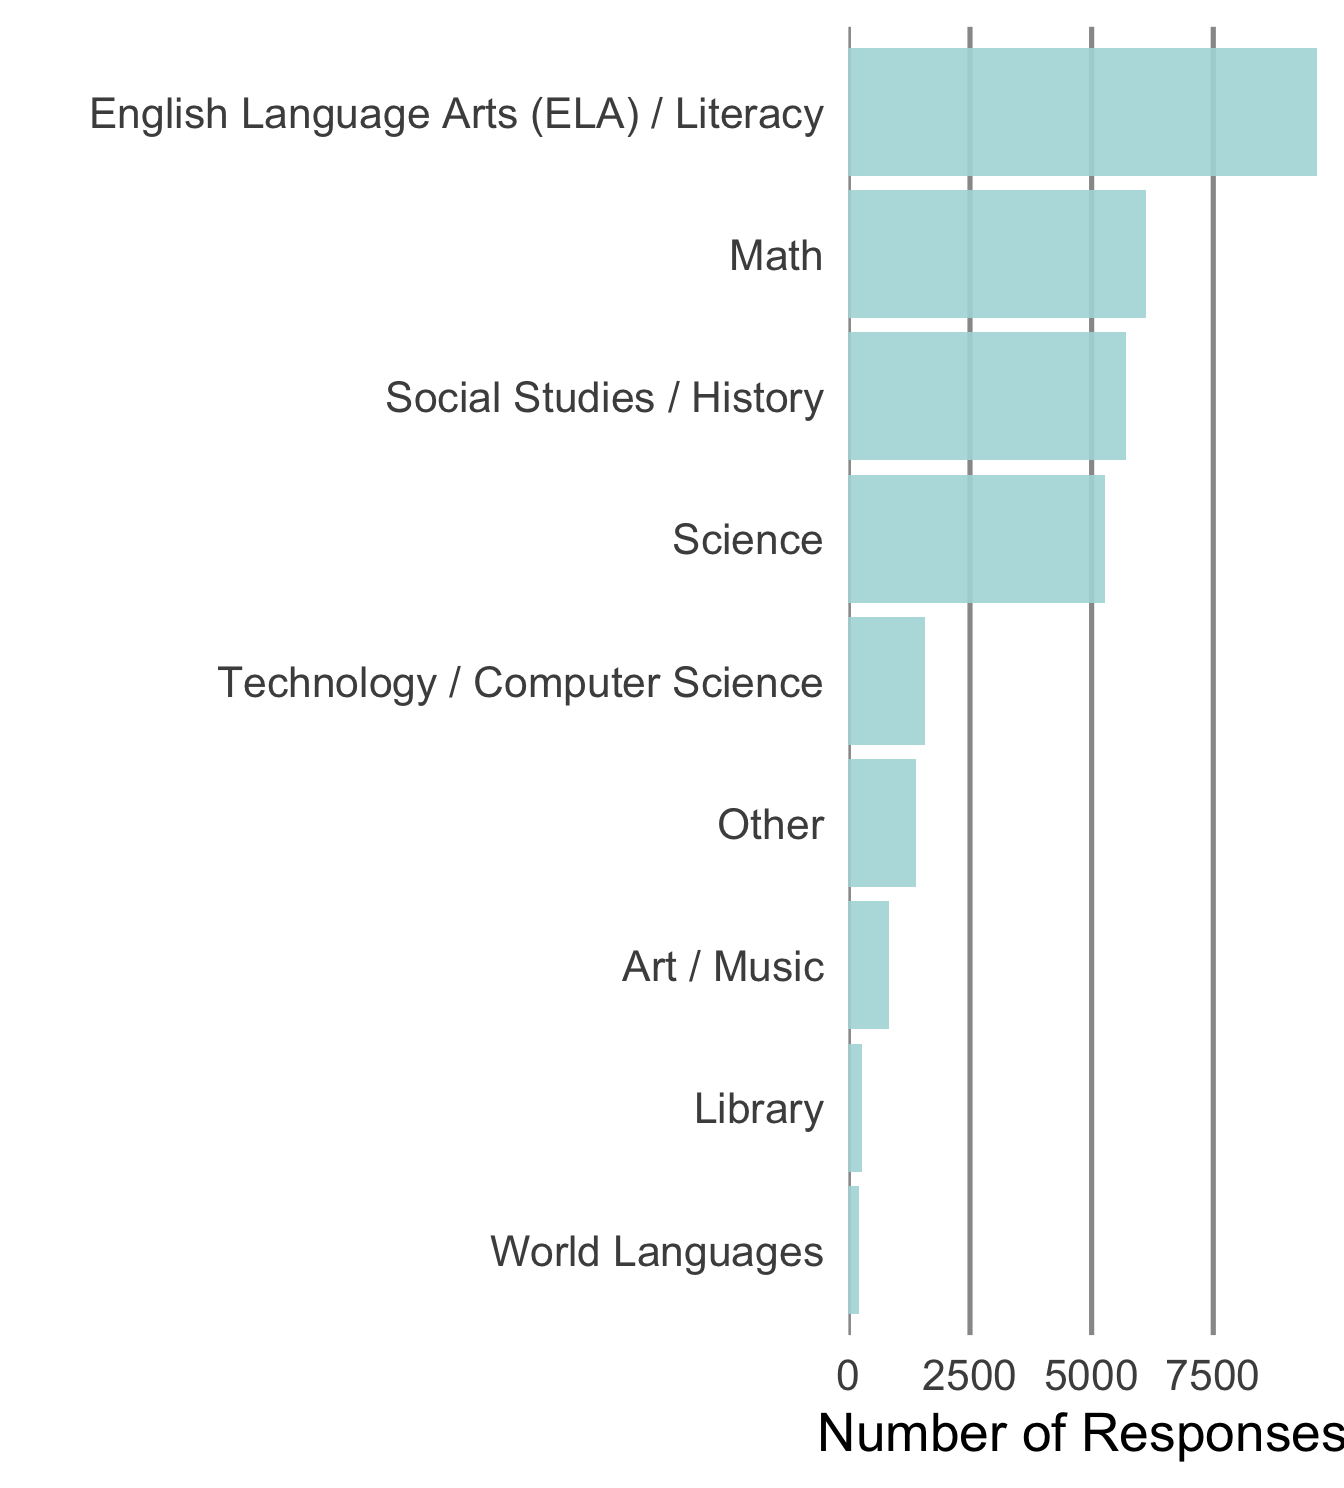 English Language Arts (ELA) / Literacy
Math
Social Studies / History
Science
Technology / Computer Science
Other
Art / Music
Library
World Languages
0 2500 5000 7500
Number of Responses